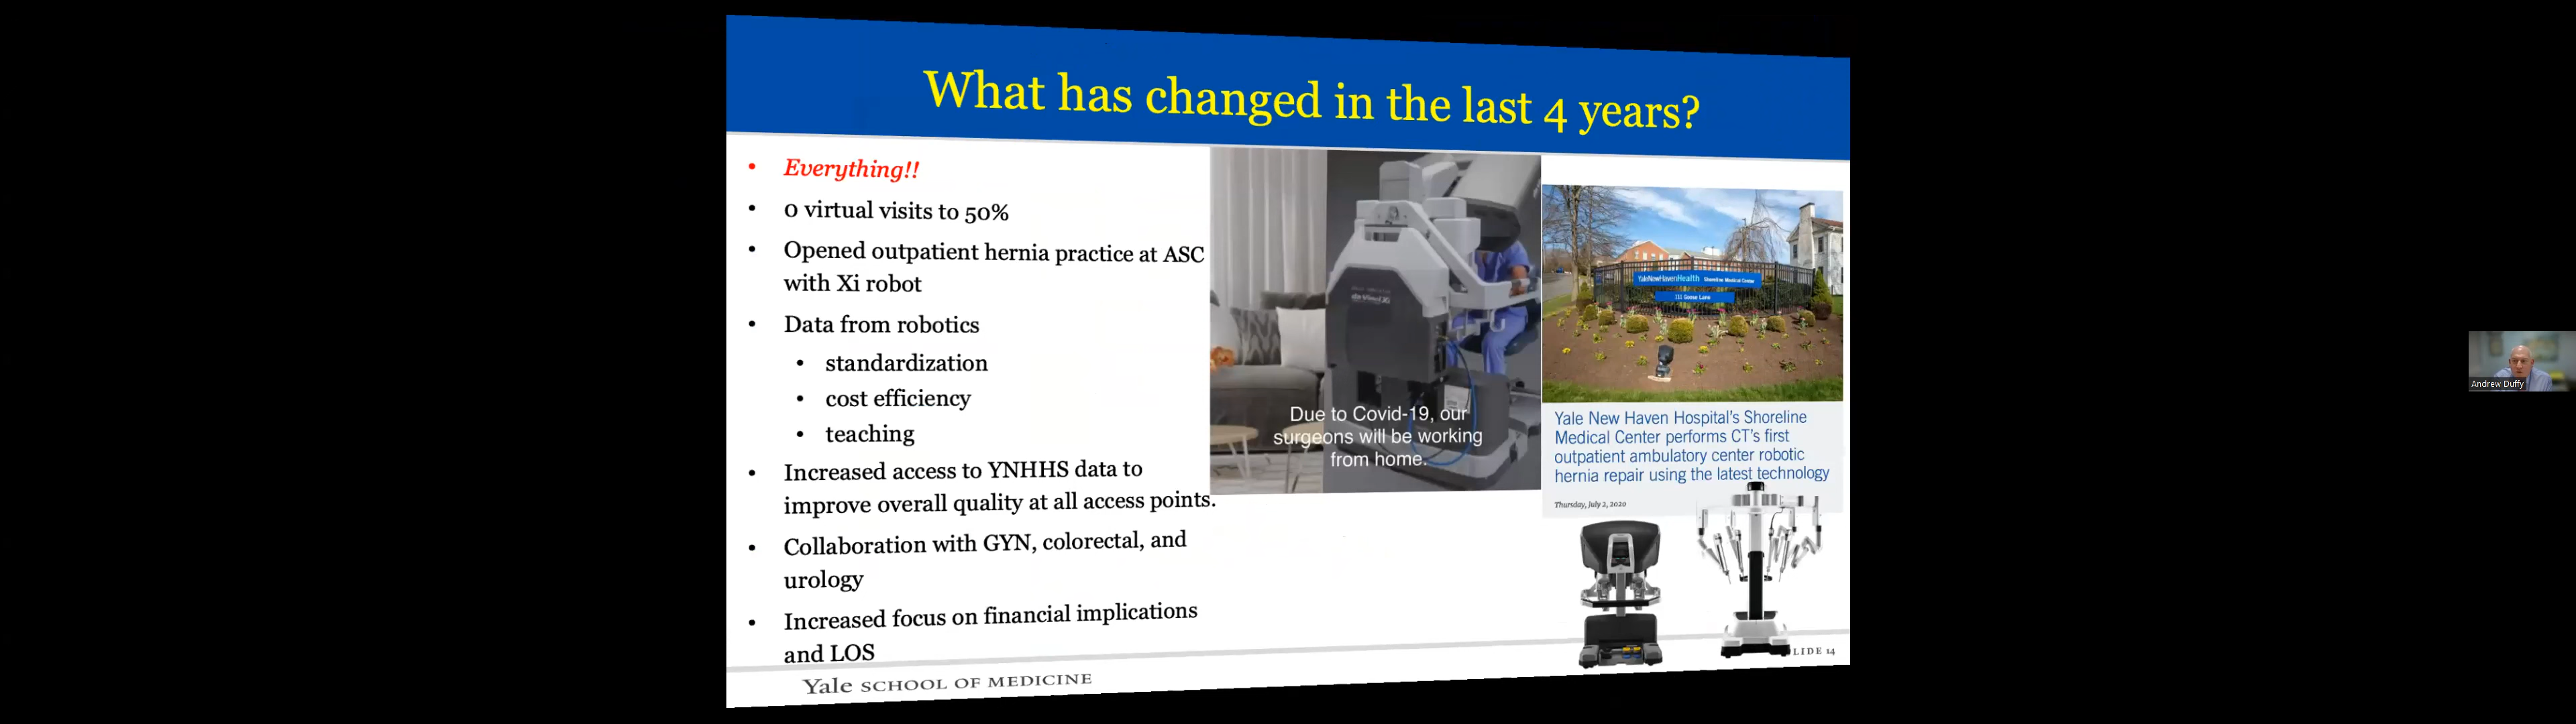 What has changed in the last 4 years?
• Everything!!
• 0 virtual visits to 50%
• Opened outpatient hernia practice at ASC
with Xi robot
• Data from robotics
• standardization
• cost efficiency
• teaching
• Increased access to YNHHS data to
improve overall quality at all access points.
• Collaboration with GYN, colorectal, and
urology
• Increased focus on financial implications
and LOS
da Vinci Xi
Due to Covid-19, our
surgeons will be working
from home.
YaleNewHavenHealth Shoreline Medical Center
111 Goose Lane
Yale New Haven Hospital's Shoreline
Medical Center performs CT's first
outpatient ambulatory center robotic
hernia repair using the latest technology
Thursday, July 2, 2020
LIDE 14
Yale SCHOOL OF MEDICINE
Andrew Duffy